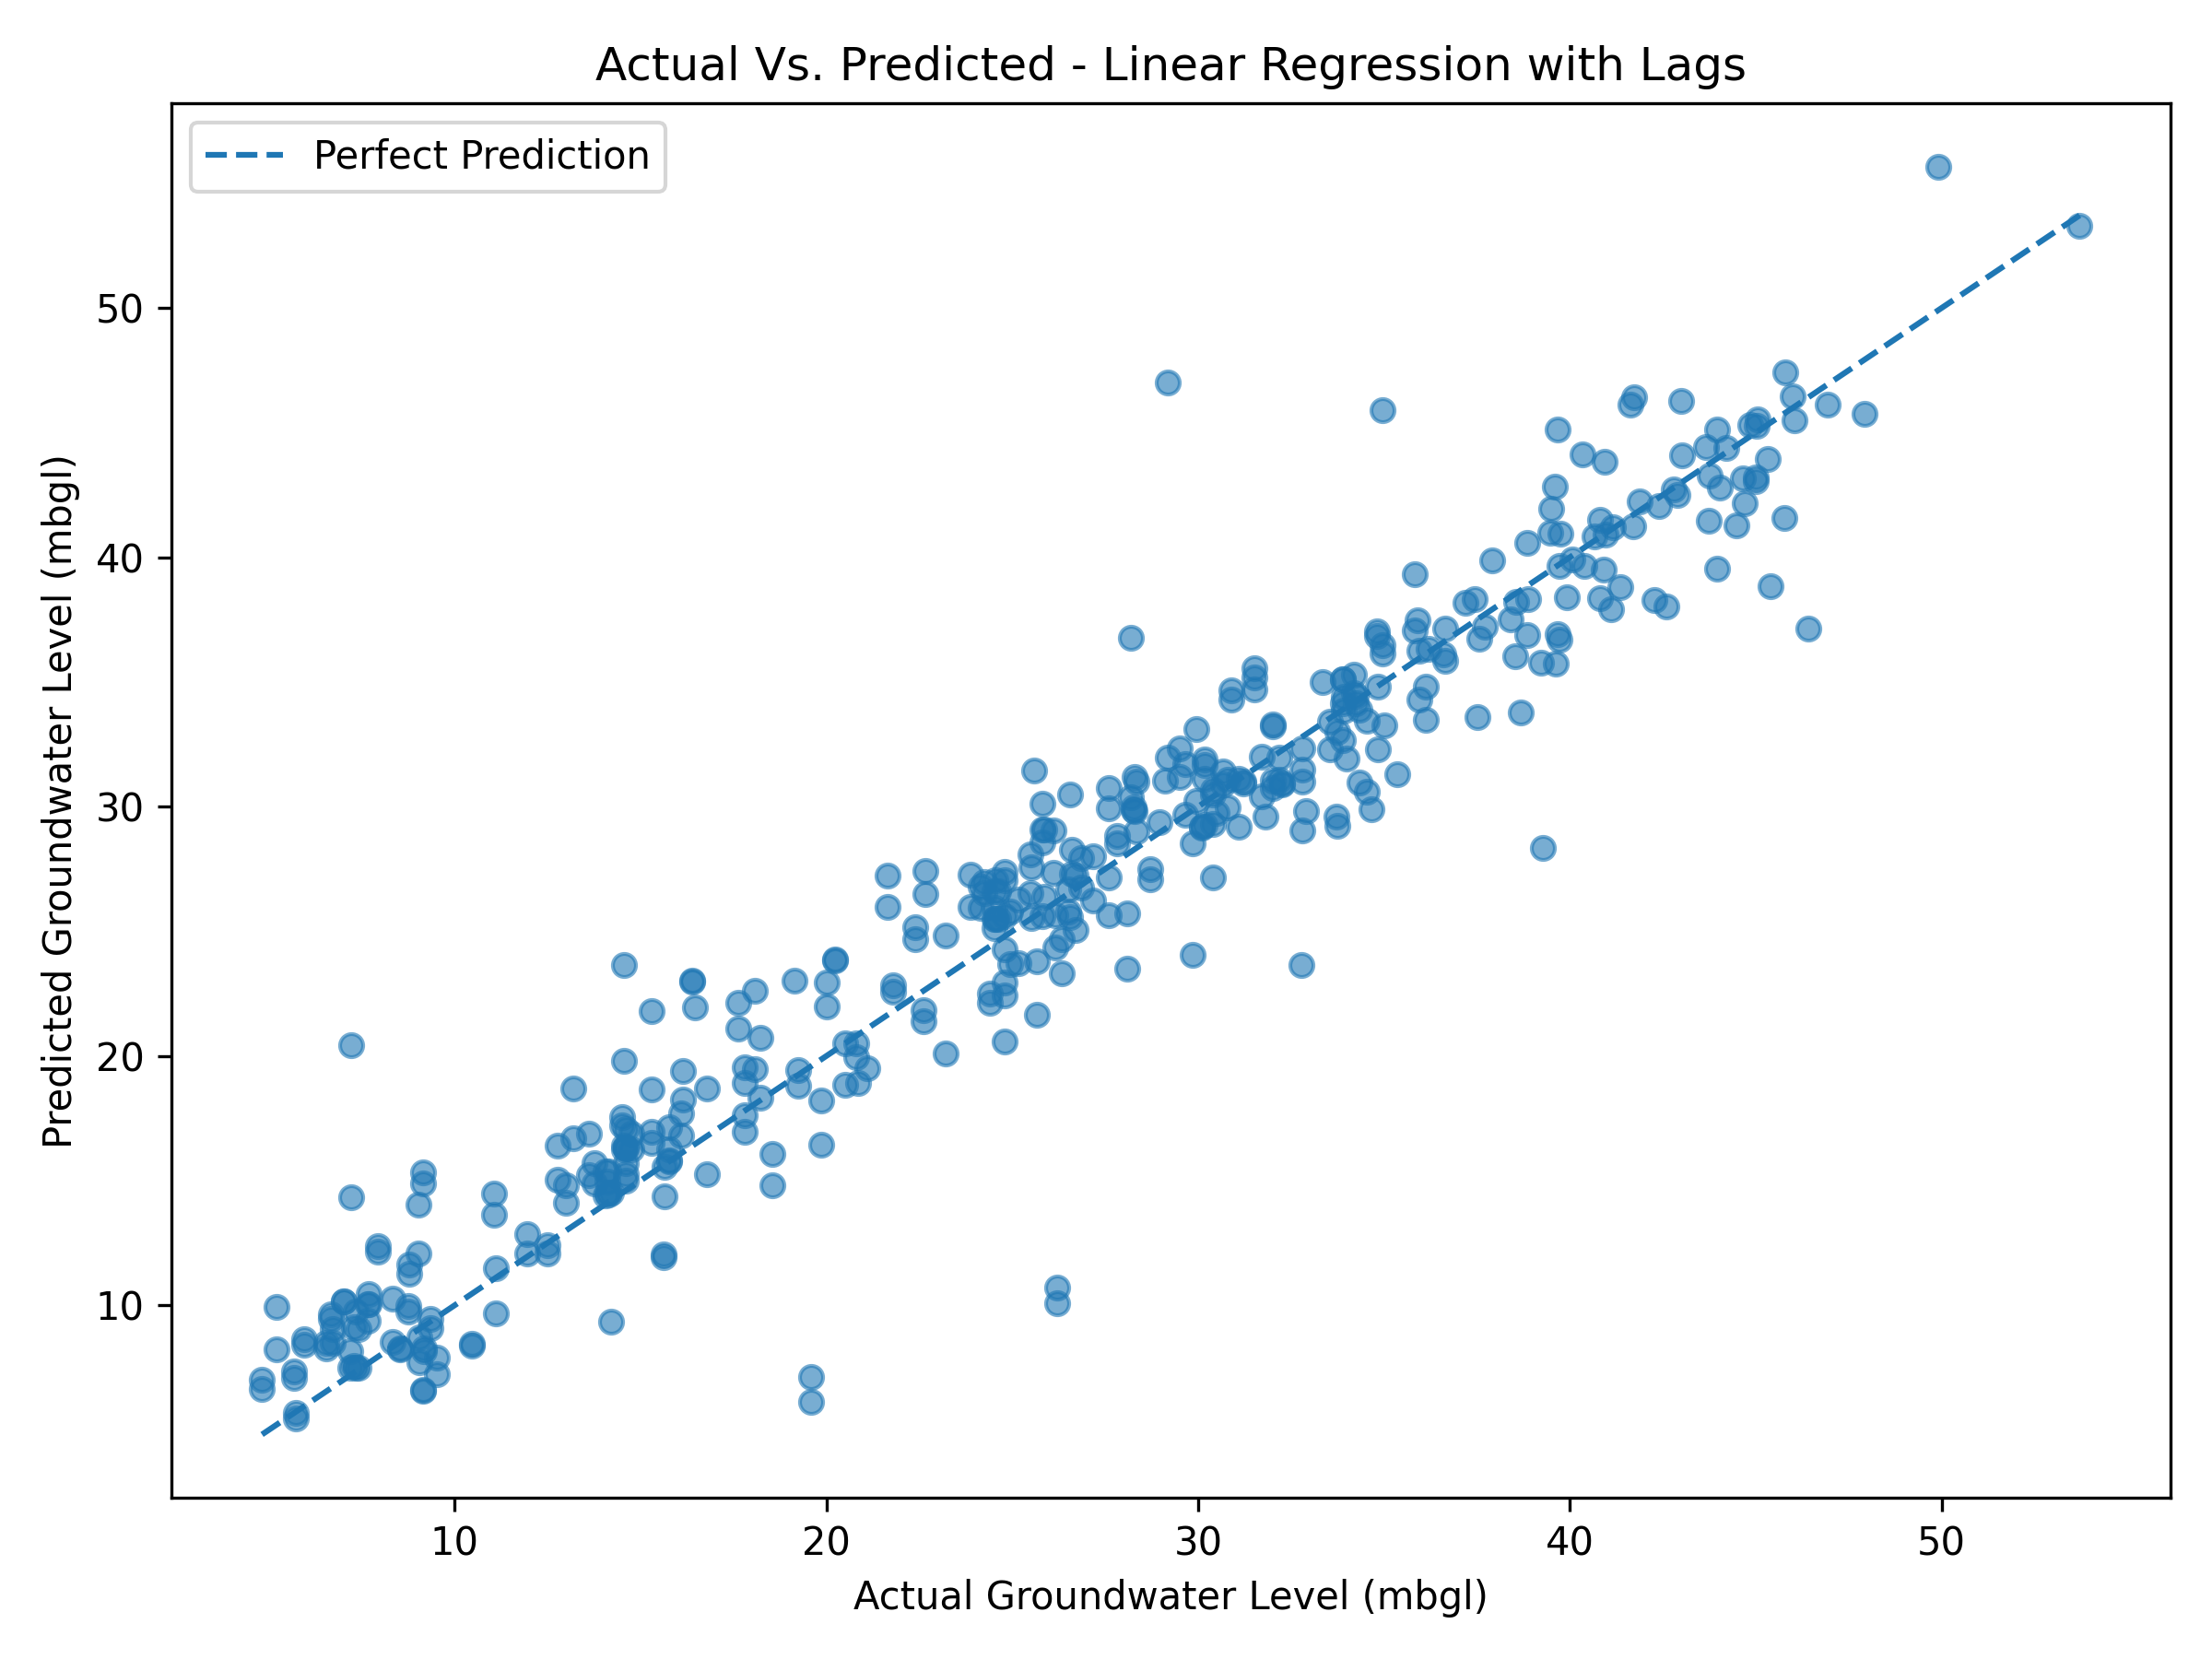 Actual Vs. Predicted - Linear Regression with Lags
Perfect Prediction
Predicted Groundwater Level (mbgl)
50
40
30
20
10
10 20 30 40 50
Actual Groundwater Level (mbgl)